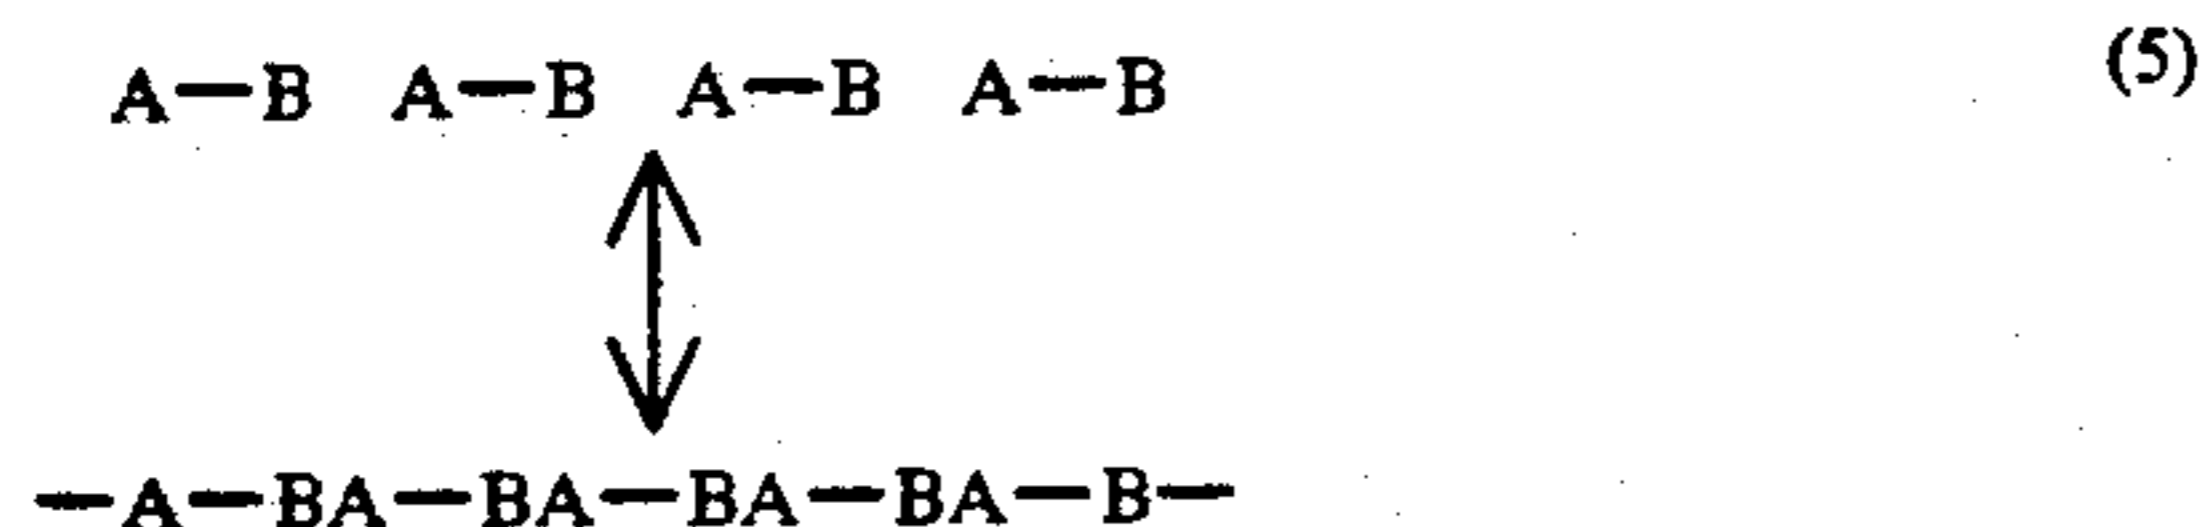 A—B A—B A—B A—B (5)
—A—BA—BA—BA—BA—B—